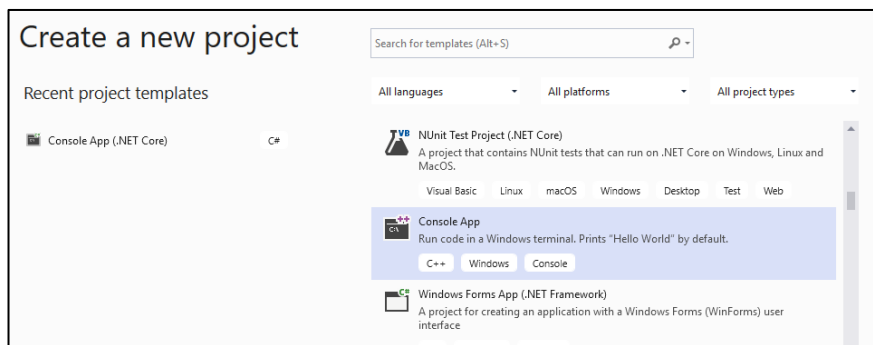 Create a new project
Search for templates (Alt+S)
Recent project templates
All languages
All platforms
All project types
Console App (.NET Core)
C#
VB
NUnit Test Project (.NET Core)
A project that contains NUnit tests that can run on .NET Core on Windows, Linux and
MacOS.
Visual Basic Linux macOS Windows Desktop Test Web
++
C:\
Console App
Run code in a Windows terminal. Prints "Hello World" by default.
C++ Windows Console
C#
Windows Forms App (.NET Framework)
A project for creating an application with a Windows Forms (WinForms) user
interface